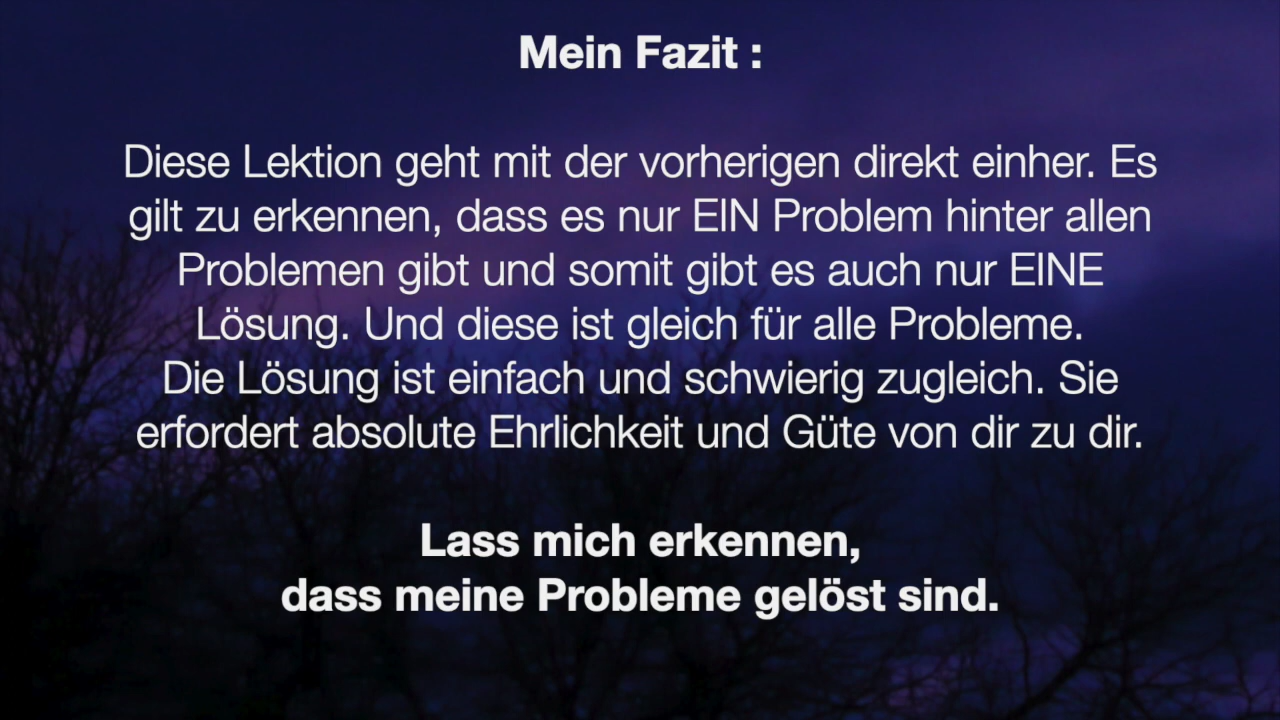 Mein Fazit :
Diese Lektion geht mit der vorherigen direkt einher. Es
gilt zu erkennen, dass es nur EIN Problem hinter allen
Problemen gibt und somit gibt es auch nur EINE
Lösung. Und diese ist gleich für alle Probleme.
Die Lösung ist einfach und schwierig zugleich. Sie
erfordert absolute Ehrlichkeit und Güte von dir zu dir.
Lass mich erkennen,
dass meine Probleme gelöst sind.